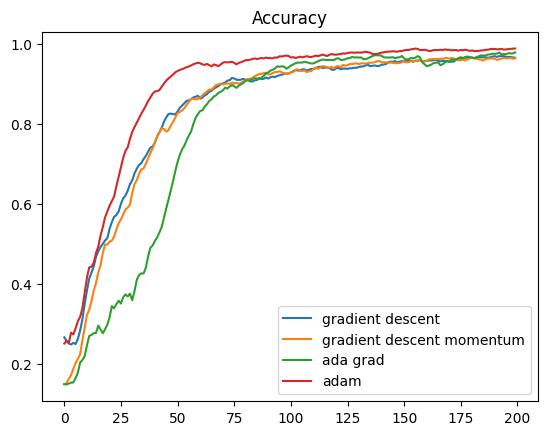 Accuracy
1.0
0.8
0.6
0.4
0.2
0 25 50 75 100 125 150 175 200
gradient descent
gradient descent momentum
ada grad
adam